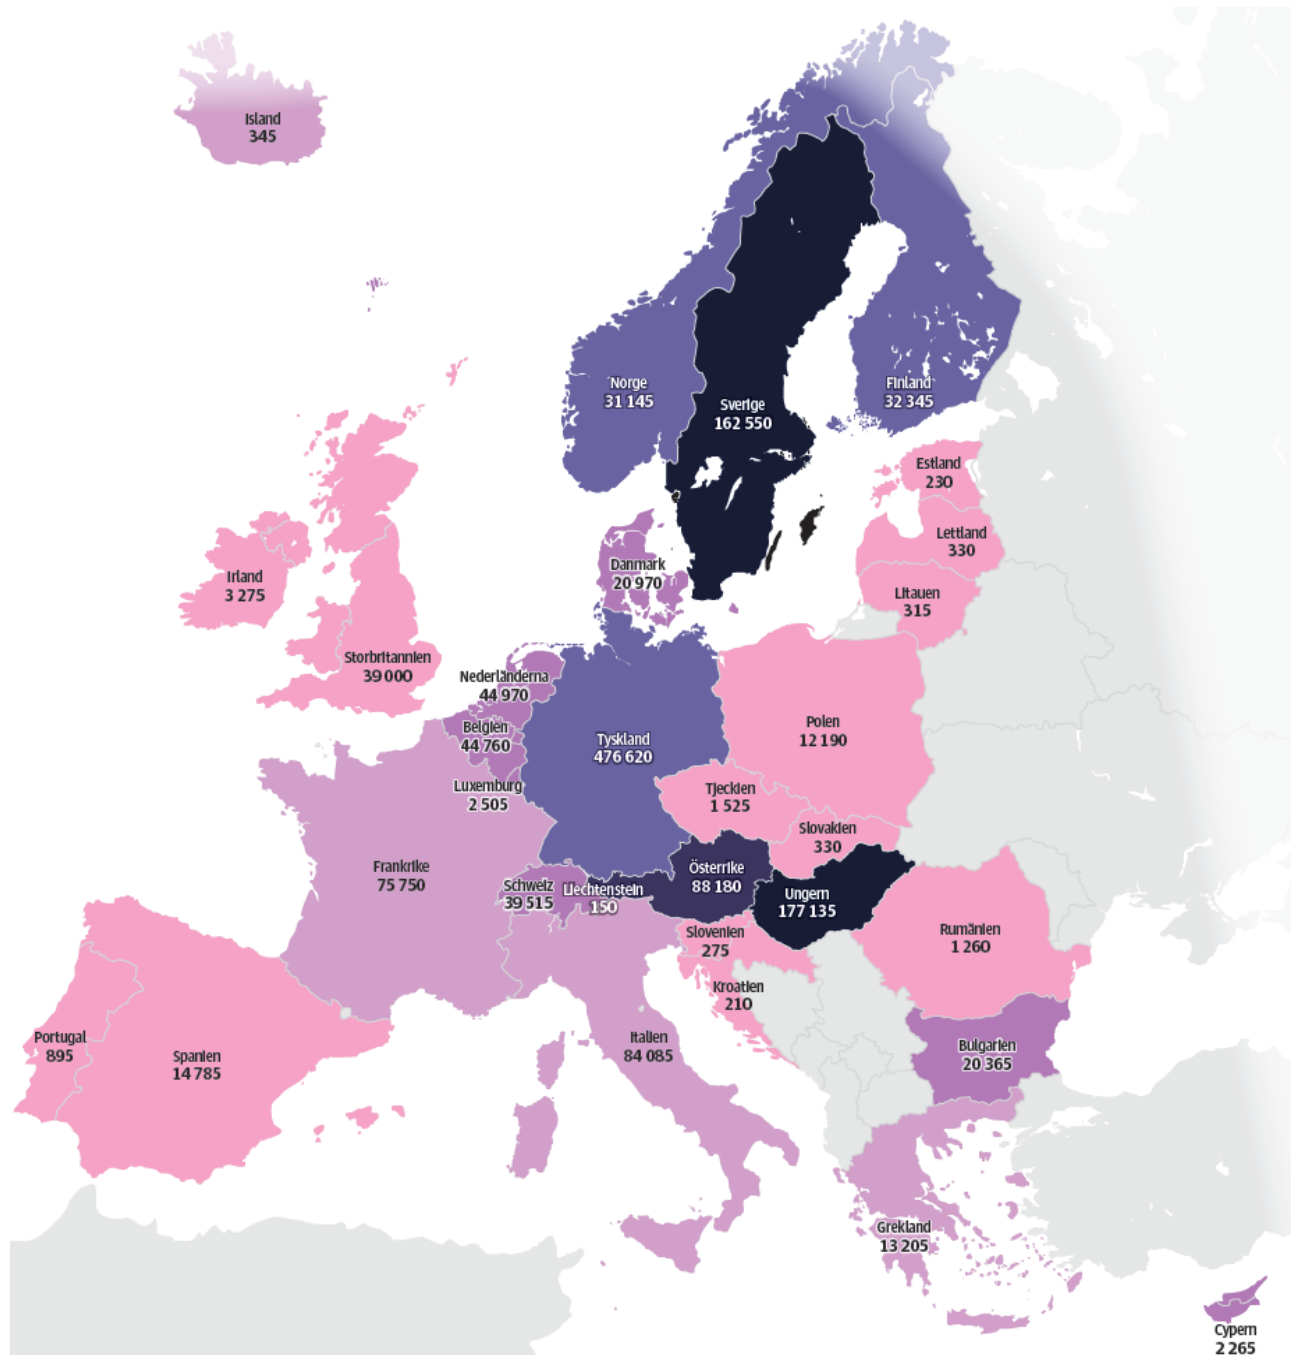 Island
345
Norge
31 145
Finland
32 345
Sverige
162 550
Estland
230
Lettland
330
Danmark
20 970
Irland
3 275
Litauen
315
Storbritannien
39 000
Nederländerna
44 970
Belgien
44 760
Polen
12 190
Tyskland
476 620
Luxemburg
2 505
Tjeckien
1 525
Slovakien
330
Frankrike
75 750
Österrike
88 180
Schweiz
39 515
Liechtenstein
150
Ungern
177 135
Slovenien
275
Rumänien
1 260
Kroatien
210
Portugal
895
Spanien
14 785
Italien
84 085
Bulgarien
20 365
Grekland
13 205
Cypern
2 265